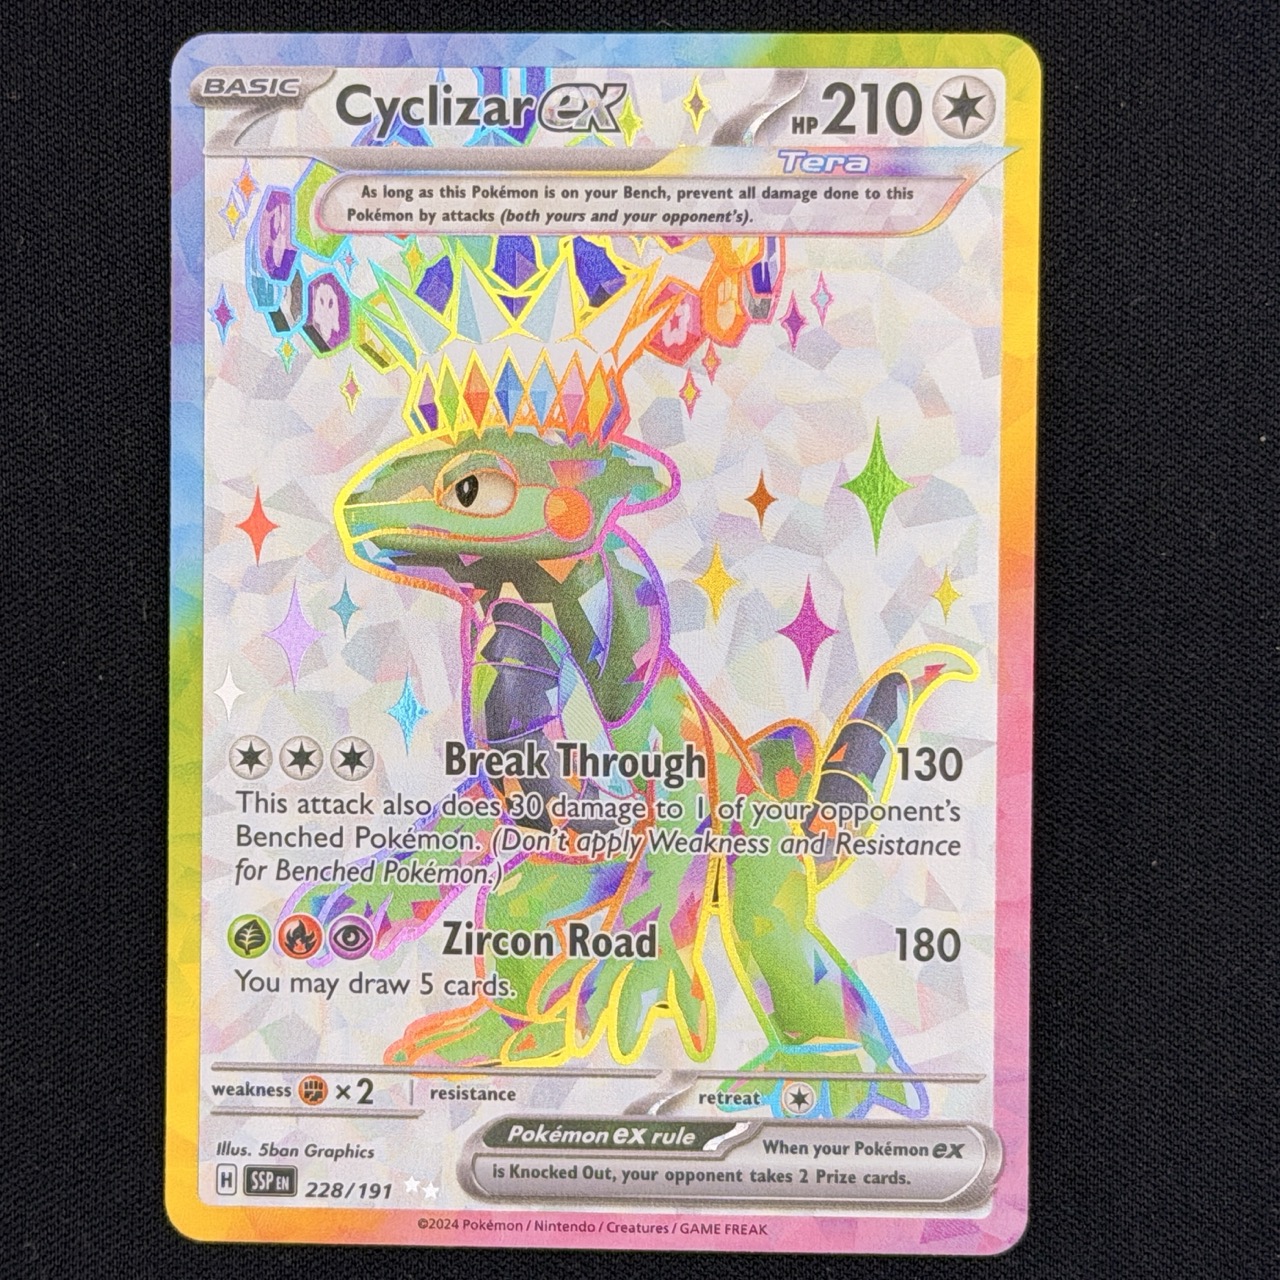 BASIC
Cyclizar ex
HP 210
Tera
As long as this Pokémon is on your Bench, prevent all damage done to this
Pokémon by attacks (both yours and your opponent's).
Break Through 130
This attack also does 30 damage to 1 of your opponent's
Benched Pokémon. (Don't apply Weakness and Resistance
for Benched Pokémon.)
Zircon Road 180
You may draw 5 cards.
weakness ×2 resistance retreat
Illus. 5ban Graphics
Pokémon ex rule
When your Pokémon ex
is Knocked Out, your opponent takes 2 Prize cards.
H SSP EN 228/191
©2024 Pokémon / Nintendo / Creatures / GAME FREAK